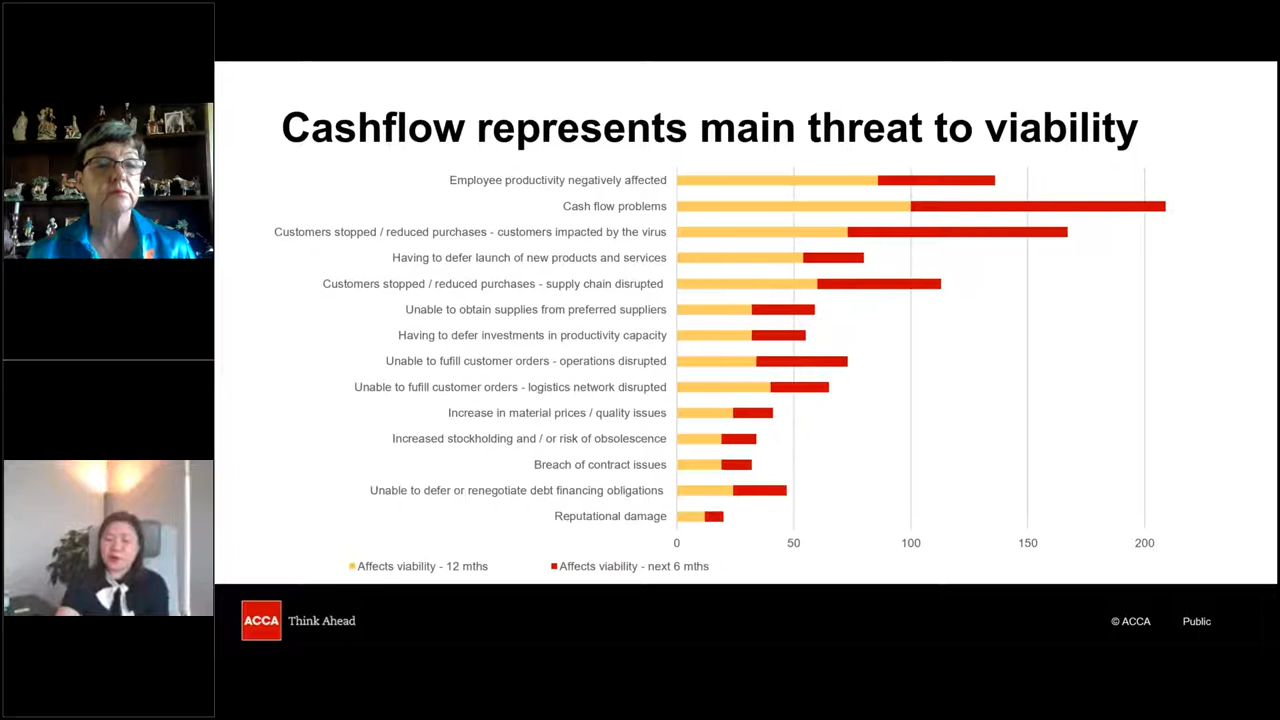 Cashflow represents main threat to viability
Employee productivity negatively affected
Cash flow problems
Customers stopped / reduced purchases - customers impacted by the virus
Having to defer launch of new products and services
Customers stopped / reduced purchases - supply chain disrupted
Unable to obtain supplies from preferred suppliers
Having to defer investments in productivity capacity
Unable to fufill customer orders - operations disrupted
Unable to fufill customer orders - logistics network disrupted
Increase in material prices / quality issues
Increased stockholding and / or risk of obsolescence
Breach of contract issues
Unable to defer or renegotiate debt financing obligations
Reputational damage
0 50 100 150 200
Affects viability - 12 mths Affects viability - next 6 mths
ACCA Think Ahead © ACCA Public